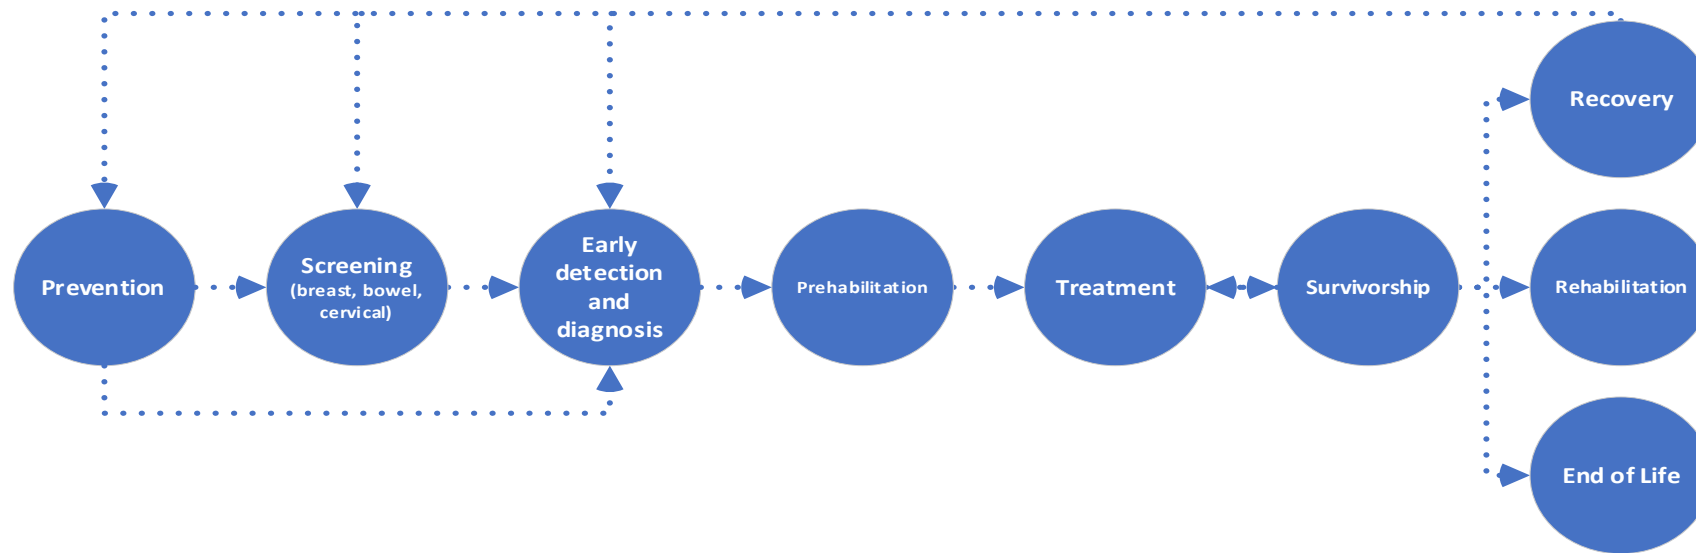 Prevention
Screening
(breast, bowel,
cervical)
Early
detection
and
diagnosis
Prehabilitation
Treatment
Survivorship
Recovery
Rehabilitation
End of Life